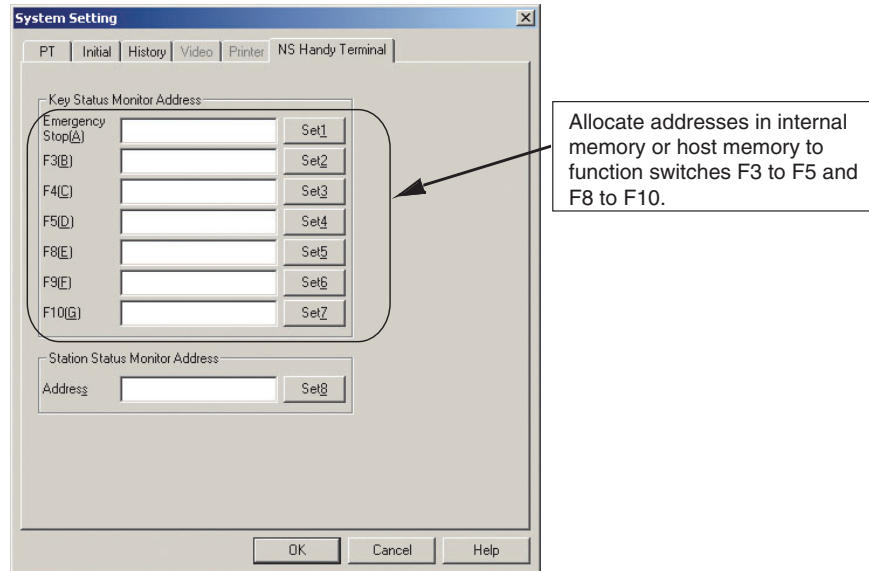 System Setting
PT Initial History Video Printer NS Handy Terminal
Key Status Monitor Address
Emergency
Stop(A) Set1
F3(B) Set2
F4(C) Set3
F5(D) Set4
F8(E) Set5
F9(F) Set6
F10(G) Set7
Station Status Monitor Address
Address Set8
OK Cancel Help
Allocate addresses in internal
memory or host memory to
function switches F3 to F5 and
F8 to F10.